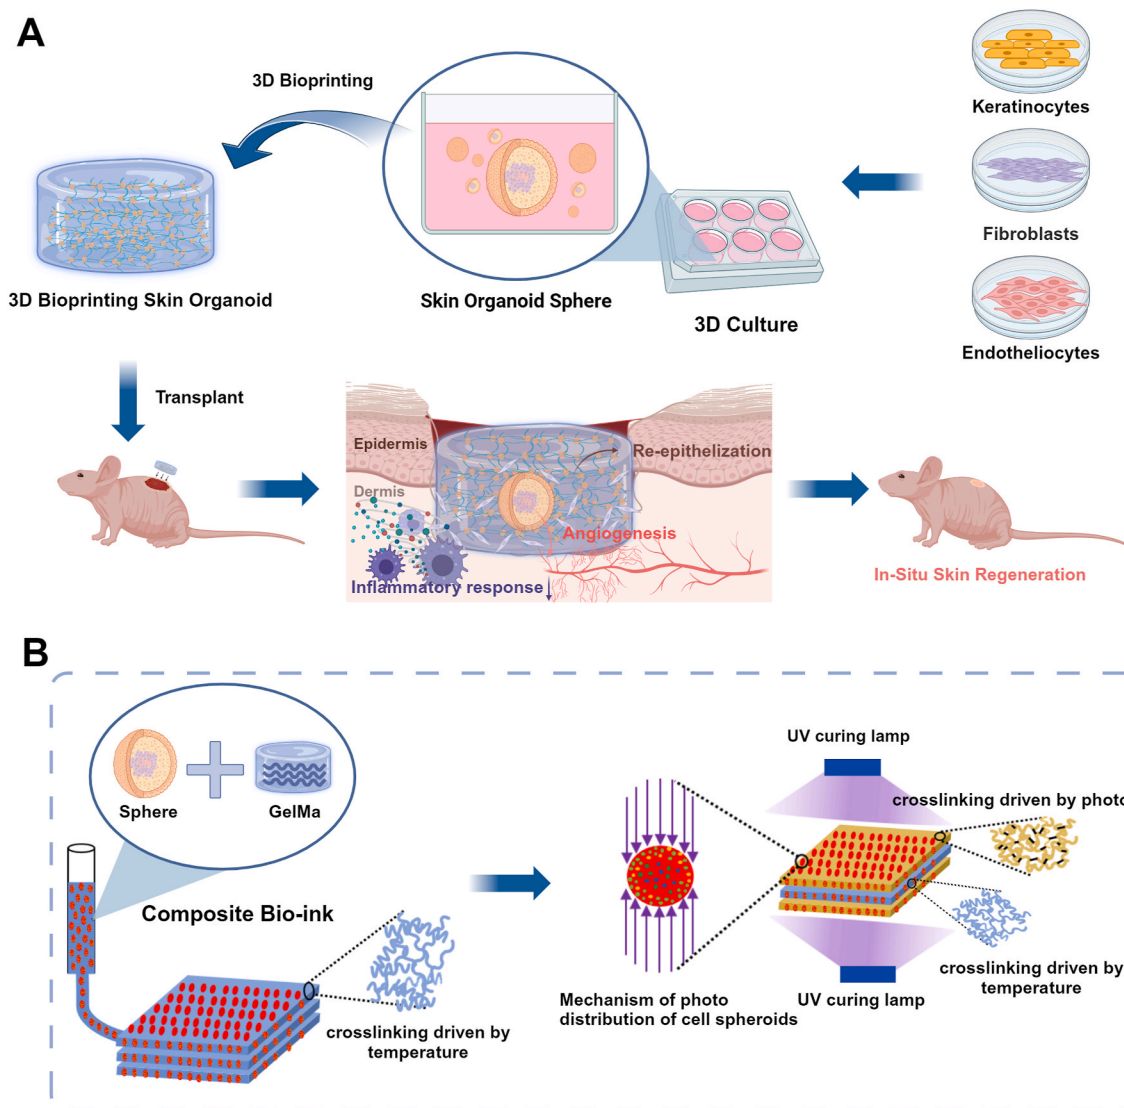 A
3D Bioprinting
Keratinocytes
Fibroblasts
Endotheliocytes
3D Bioprinting Skin Organoid
Skin Organoid Sphere
3D Culture
Transplant
Epidermis
Re-epithelization
Dermis
Angiogenesis
Inflammatory response
In-Situ Skin Regeneration
B
Sphere
GelMa
Composite Bio-ink
crosslinking driven by
temperature
UV curing lamp
crosslinking driven by photo
Mechanism of photo
distribution of cell spheroids
UV curing lamp
crosslinking driven by
temperature